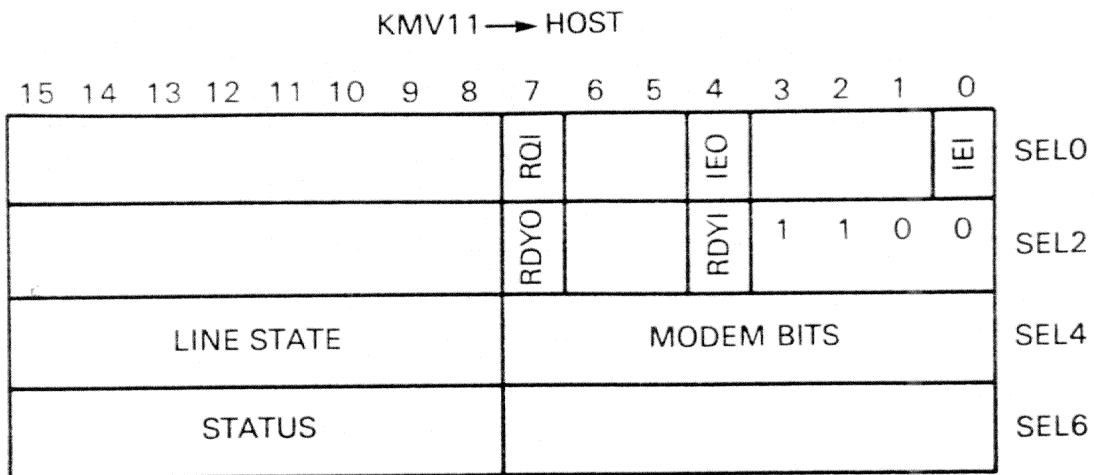 KMV11 → HOST
15 14 13 12 11 10 9 8 7 6 5 4 3 2 1 0
RQI IEO IEI SEL0
RDYO RDYI 1 1 0 0 SEL2
LINE STATE MODEM BITS SEL4
STATUS SEL6